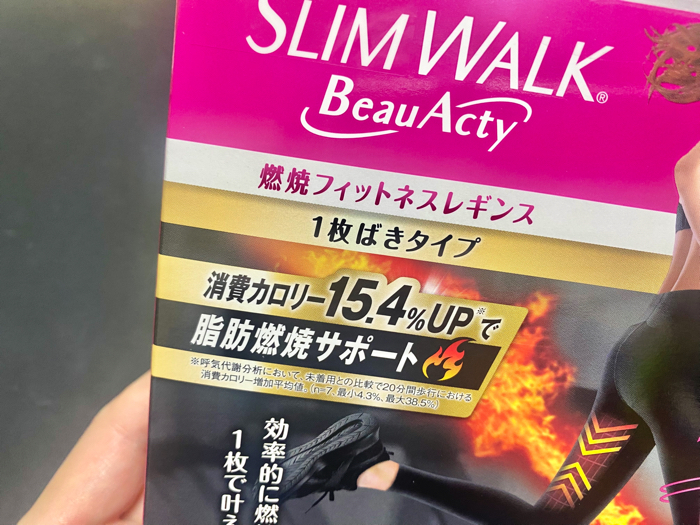 SLIM WALK®
BeauActy
燃焼フィットネスレギンス
1枚ばきタイプ
消費カロリー15.4%UP※で
脂肪燃焼サポート
※呼気代謝分析において、未着用との比較で20分間歩行における
消費カロリー増加平均値。(n=7、最小4.3%、最大38.5%)
効率的に燃
1枚で叶え